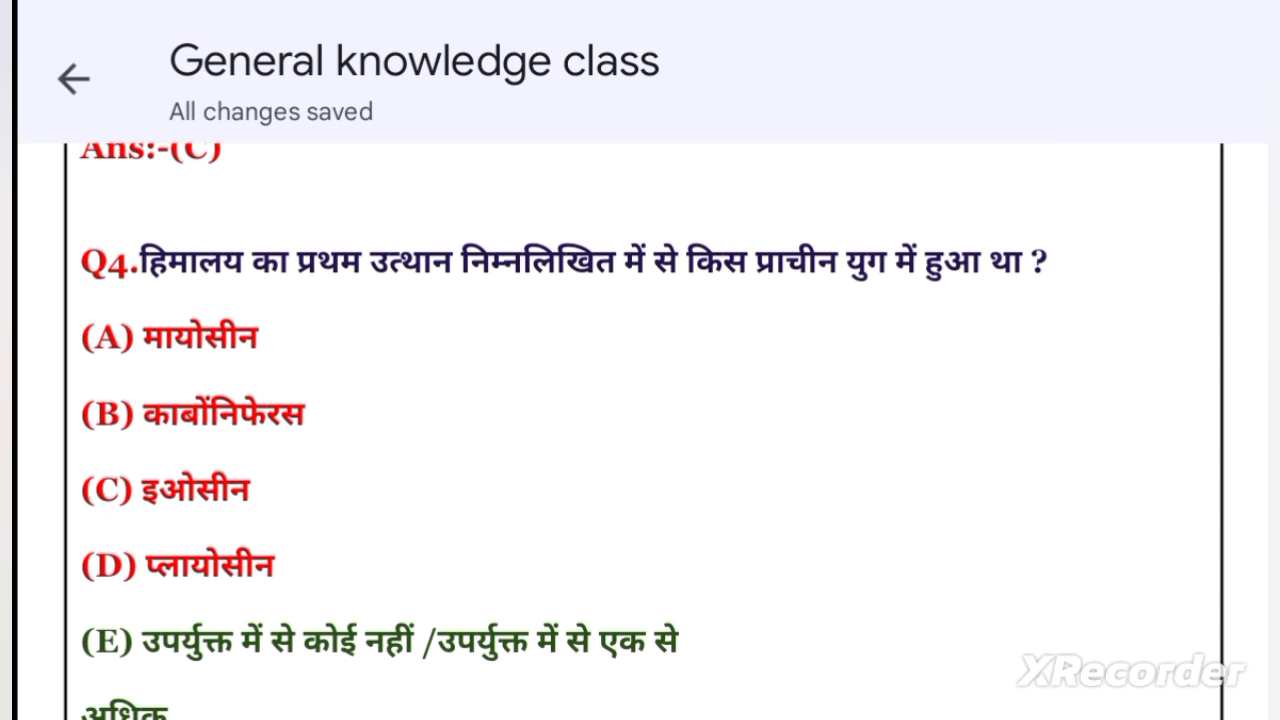 General knowledge class
All changes saved
Ans:-(C)
Q4.हिमालय का प्रथम उत्थान निम्नलिखित में से किस प्राचीन युग में हुआ था ?
(A) मायोसीन
(B) कार्बोनिफेरस
(C) इओसीन
(D) प्लायोसीन
(E) उपर्युक्त में से कोई नहीं /उपर्युक्त में से एक से
अधिक
XRecorder